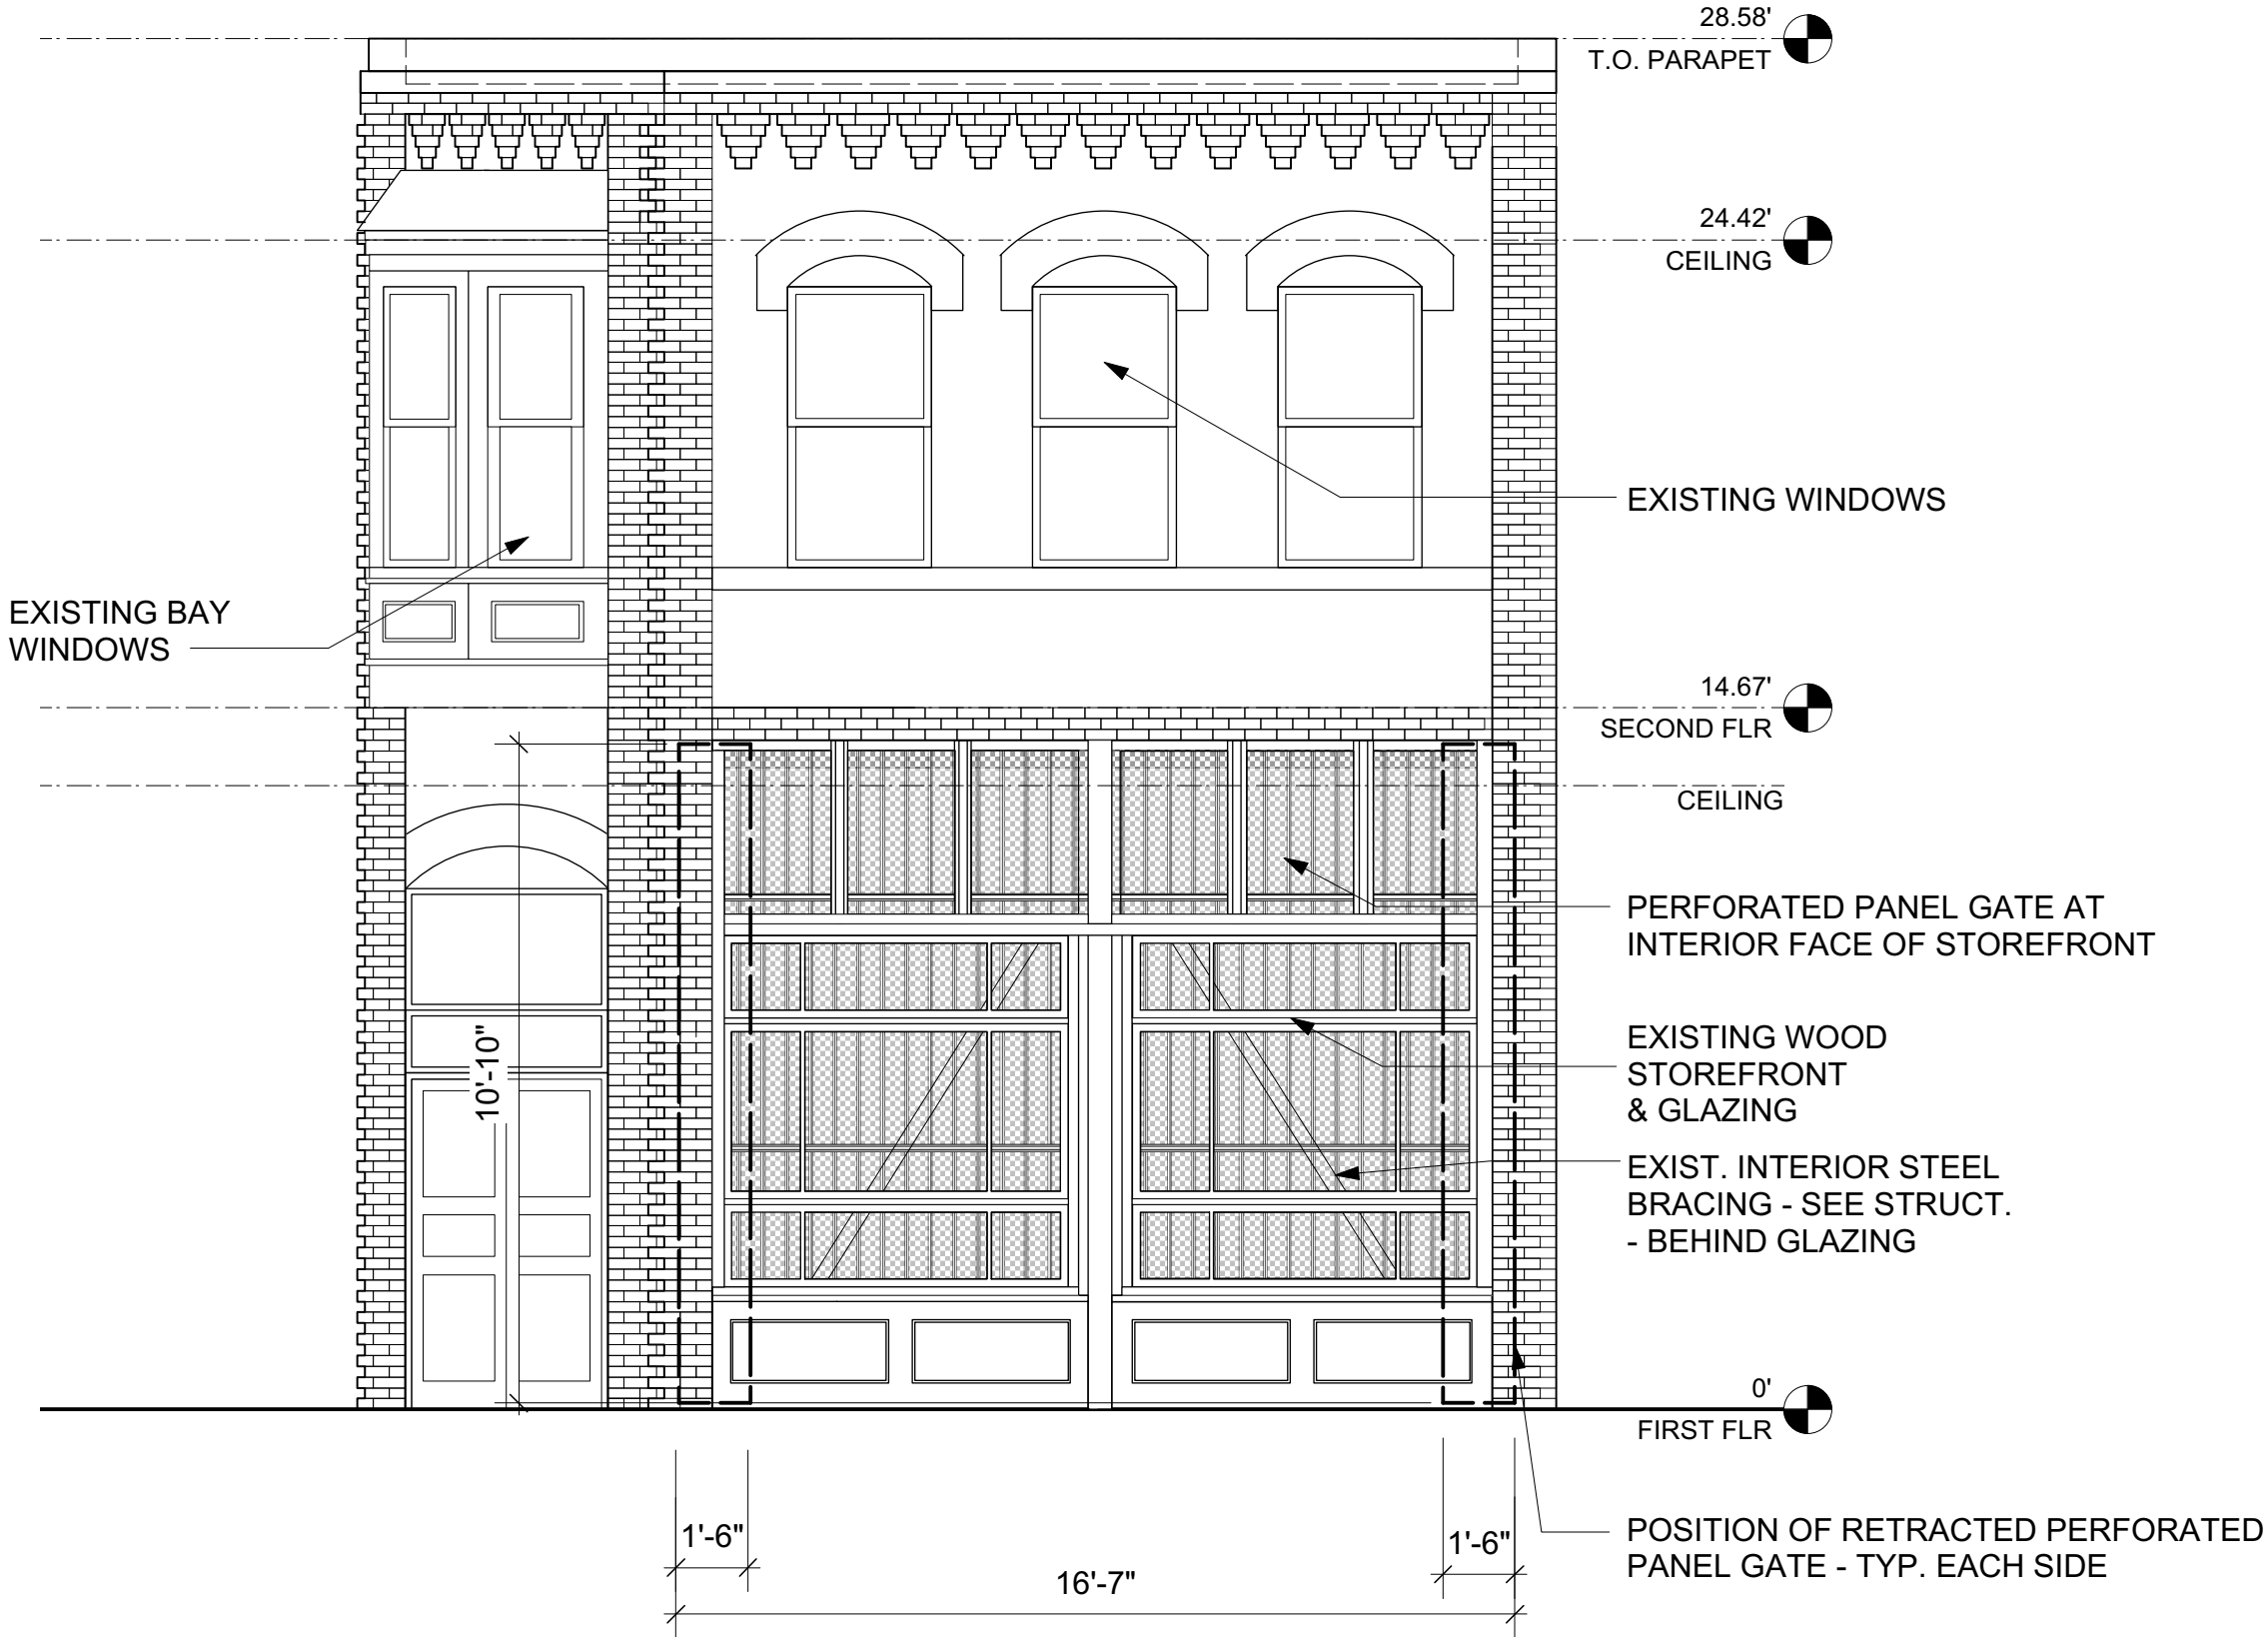 28.58'
T.O. PARAPET
24.42'
CEILING
EXISTING WINDOWS
EXISTING BAY
WINDOWS
14.67'
SECOND FLR
CEILING
PERFORATED PANEL GATE AT
INTERIOR FACE OF STOREFRONT
EXISTING WOOD
STOREFRONT
& GLAZING
10'-10"
EXIST. INTERIOR STEEL
BRACING - SEE STRUCT.
- BEHIND GLAZING
0'
FIRST FLR
1'-6"
1'-6"
16'-7"
POSITION OF RETRACTED PERFORATED
PANEL GATE - TYP. EACH SIDE